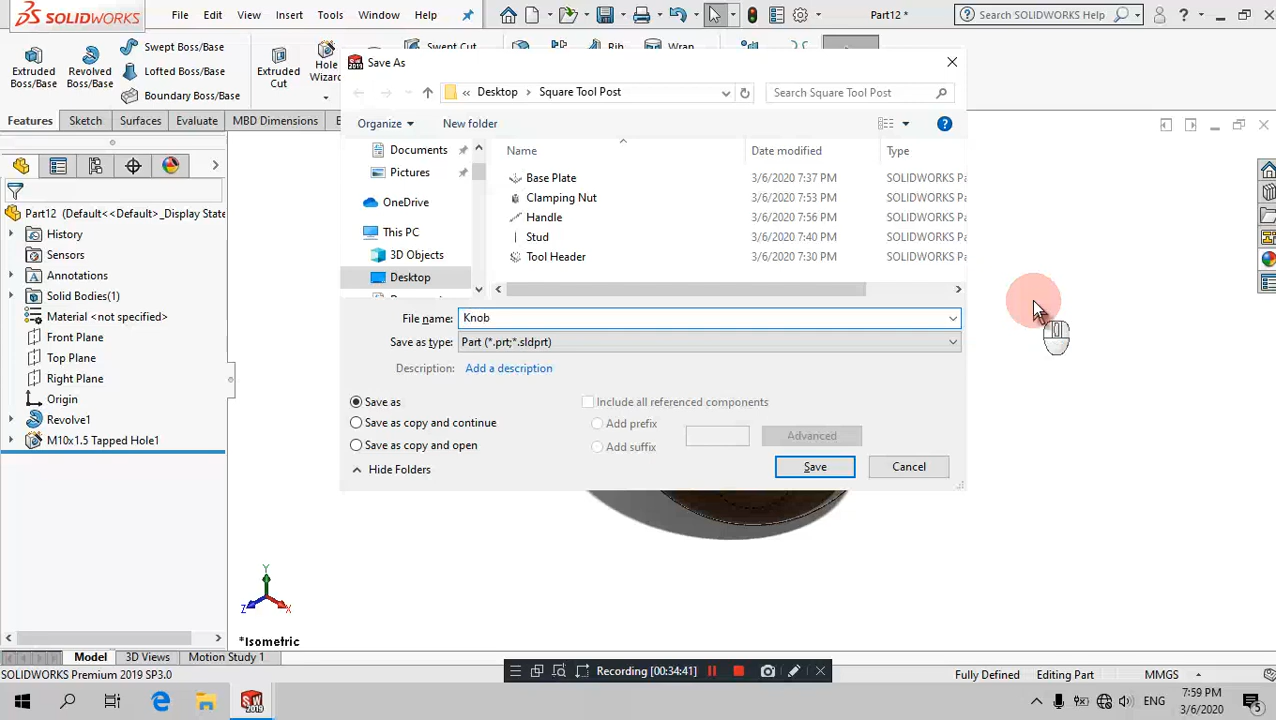 SOLIDWORKS
File Edit View Insert Tools Window Help
Part12 *
Search SOLIDWORKS Help
Extruded Boss/Base
Revolved Boss/Base
Swept Boss/Base
Lofted Boss/Base
Boundary Boss/Base
Extruded Cut
Hole Wizard
Swept Cut
Rib
Wrap
Features Sketch Surfaces Evaluate MBD Dimensions
Part12 (Default<<Default>_Display State
History
Sensors
Annotations
Solid Bodies(1)
Material <not specified>
Front Plane
Top Plane
Right Plane
Origin
Revolve1
M10x1.5 Tapped Hole1
Save As
« Desktop > Square Tool Post
Search Square Tool Post
Organize New folder
Documents
Pictures
OneDrive
This PC
3D Objects
Desktop
Name Date modified Type
Base Plate 3/6/2020 7:37 PM SOLIDWORKS Pa
Clamping Nut 3/6/2020 7:53 PM SOLIDWORKS Pa
Handle 3/6/2020 7:56 PM SOLIDWORKS Pa
Stud 3/6/2020 7:40 PM SOLIDWORKS Pa
Tool Header 3/6/2020 7:30 PM SOLIDWORKS Pa
File name: Knob
Save as type: Part (*.prt;*.sldprt)
Description: Add a description
Save as
Save as copy and continue
Save as copy and open
Include all referenced components
Add prefix
Add suffix
Advanced
Hide Folders
Save Cancel
Y
Z X
*Isometric
Model 3D Views Motion Study 1
SOLIDWORKS Premium 2019 SP3.0
Recording [00:34:41]
Fully Defined Editing Part MMGS
SW 2019
ENG
7:59 PM
3/6/2020
5